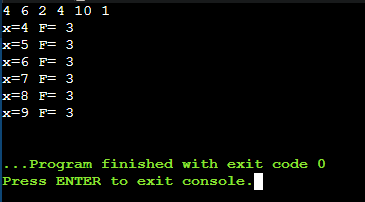 4 6 2 4 10 1
x=4 F= 3
x=5 F= 3
x=6 F= 3
x=7 F= 3
x=8 F= 3
x=9 F= 3
...Program finished with exit code 0
Press ENTER to exit console.